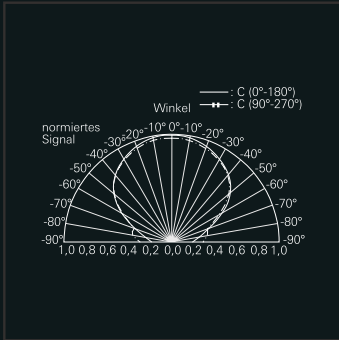 : C (0°-180°)
: C (90°-270°)
Winkel
normiertes
Signal
-30° -20° -10° 0° -10° -20° -30°
-40° -40°
-50° -50°
-60° -60°
-70° -70°
-80° -80°
-90° -90°
1,0 0,8 0,6 0,4 0,2 0,0 0,2 0,4 0,6 0,8 1,0